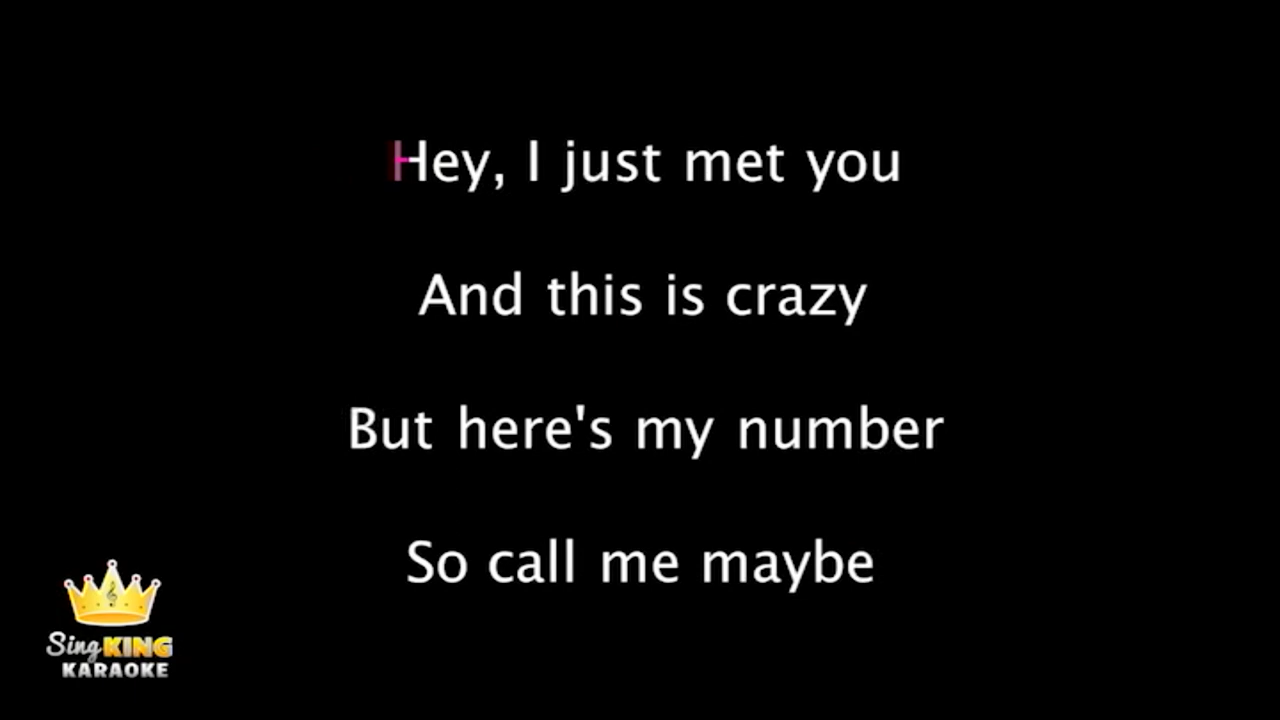 Hey, I just met you
And this is crazy
But here's my number
So call me maybe
Sing KING
KARAOKE